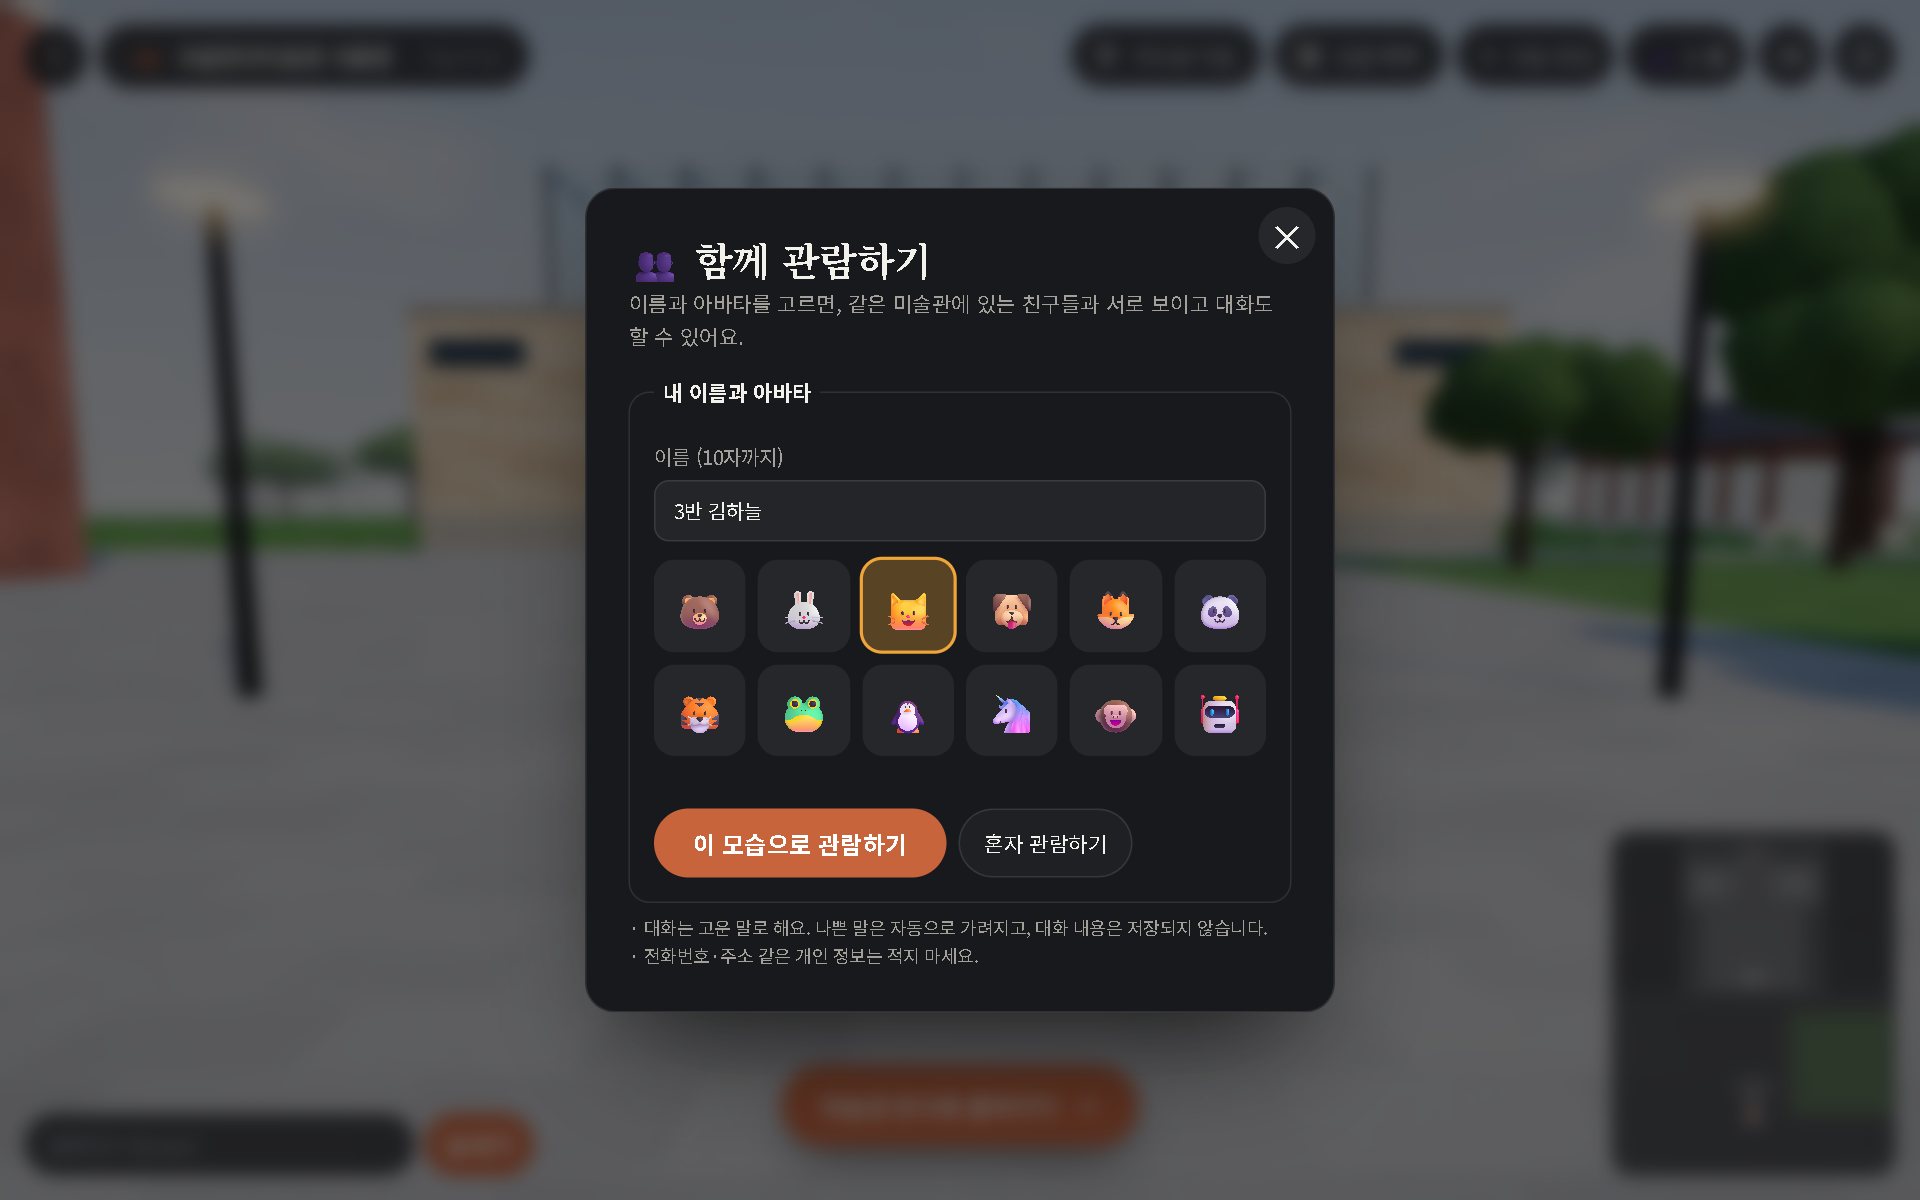 함께 관람하기
이름과 아바타를 고르면, 같은 미술관에 있는 친구들과 서로 보이고 대화도
할 수 있어요.
내 이름과 아바타
이름 (10자까지)
3반 김하늘
이 모습으로 관람하기
혼자 관람하기
· 대화는 고운 말로 해요. 나쁜 말은 자동으로 가려지고, 대화 내용은 저장되지 않습니다.
· 전화번호·주소 같은 개인 정보는 적지 마세요.